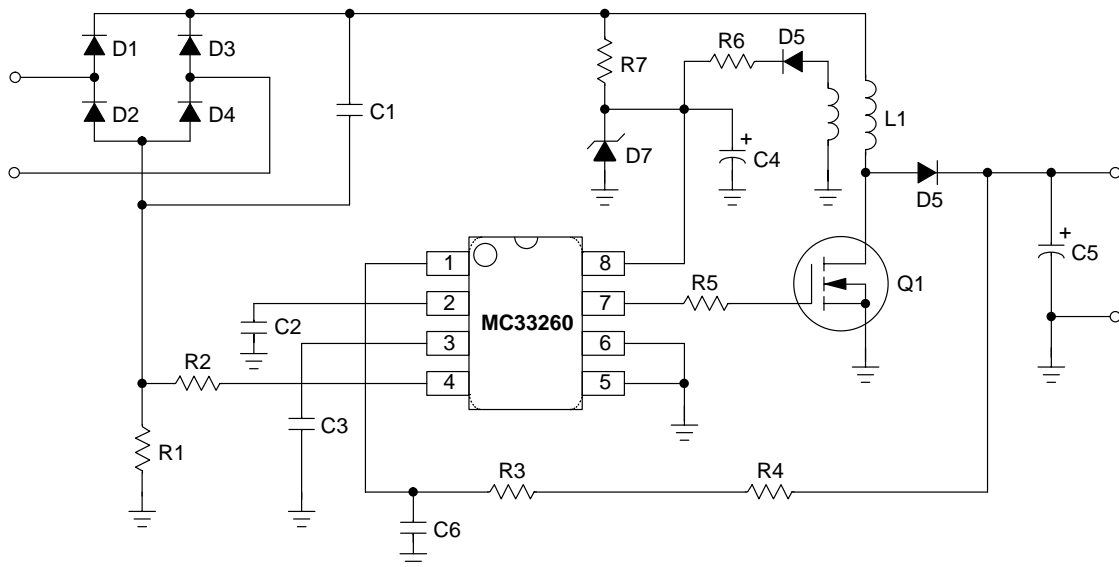 R6 D5
D1 D3
R7
D2 D4
C1
L1
+
D7 C4
D5
+
C5
1 8
2 7 R5 Q1
MC33260
C2
3 6
R2
4 5
C3
R1
R3 R4
C6